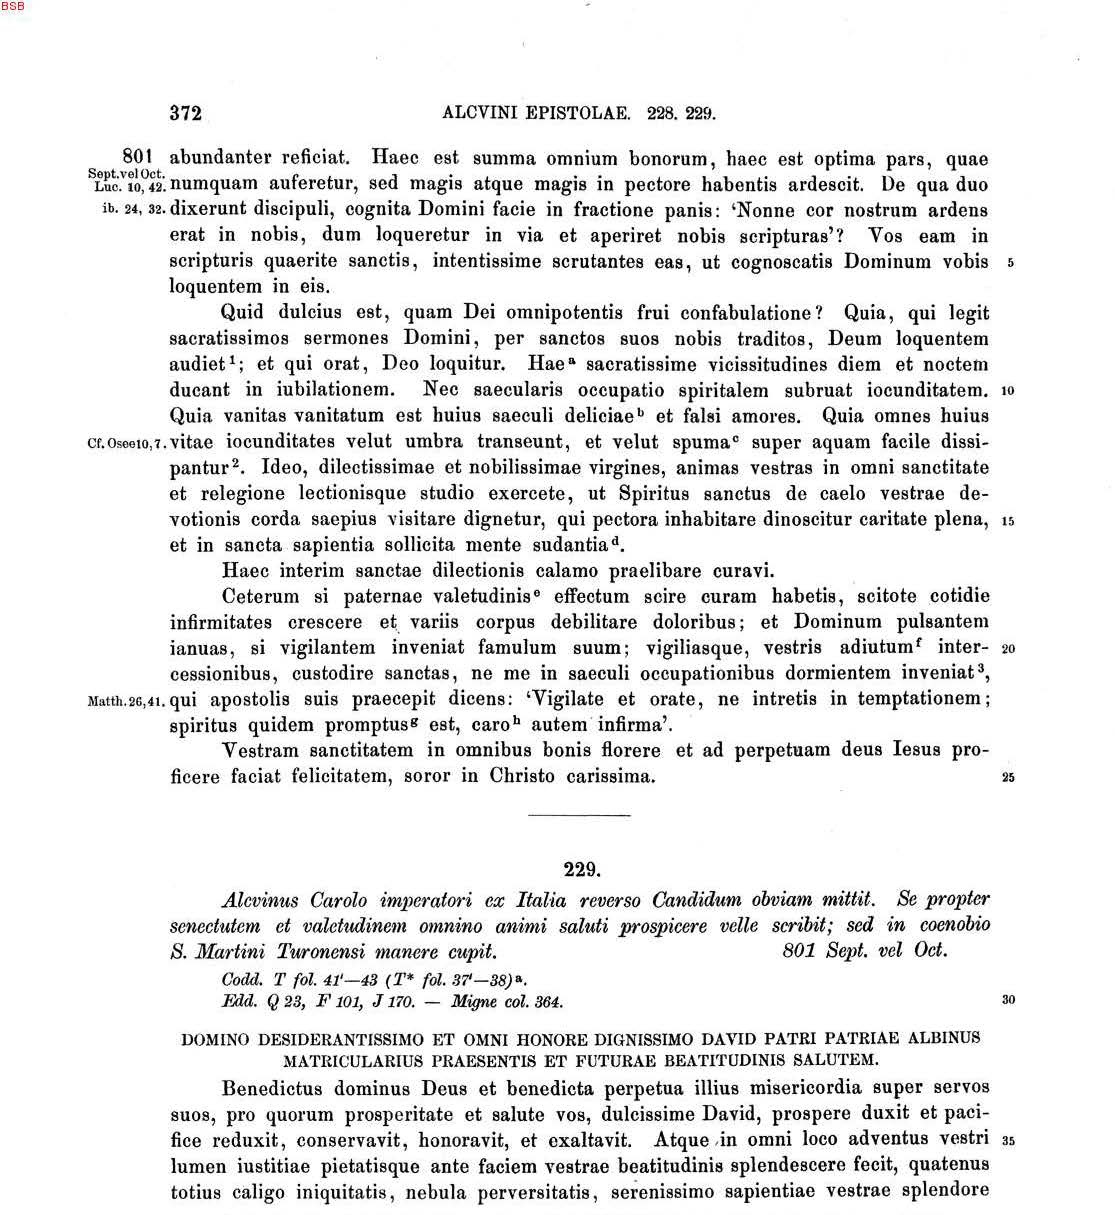 BSB
372 ALCVINI EPISTOLAE. 228. 229.
801 abundanter reficiat. Haec est summa omnium bonorum, haec est optima pars, quae
Sept. vel Oct.
Luc. 10, 42. numquam auferetur, sed magis atque magis in pectore habentis ardescit. De qua duo
ib. 24, 32. dixerunt discipuli, cognita Domini facie in fractione panis: ‘Nonne cor nostrum ardens
erat in nobis, dum loqueretur in via et aperiret nobis scripturas’? Vos eam in
scripturis quaerite sanctis, intentissime scrutantes eas, ut cognoscatis Dominum vobis 5
loquentem in eis.
Quid dulcius est, quam Dei omnipotentis frui confabulatione? Quia, qui legit
sacratissimos sermones Domini, per sanctos suos nobis traditos, Deum loquentem
audiet¹; et qui orat, Deo loquitur. Haeᵃ sacratissime vicissitudines diem et noctem
ducant in iubilationem. Nec saecularis occupatio spiritalem subruat iocunditatem. 10
Quia vanitas vanitatum est huius saeculi deliciaeᵇ et falsi amores. Quia omnes huius
Cf. Osee 10, 7. vitae iocunditates velut umbra transeunt, et velut spumaᶜ super aquam facile dissi-
pantur². Ideo, dilectissimae et nobilissimae virgines, animas vestras in omni sanctitate
et relegione lectionisque studio exercete, ut Spiritus sanctus de caelo vestrae de-
votionis corda saepius visitare dignetur, qui pectora inhabitare dinoscitur caritate plena, 15
et in sancta sapientia sollicita mente sudantiaᵈ.
Haec interim sanctae dilectionis calamo praelibare curavi.
Ceterum si paternae valetudinisᵉ effectum scire curam habetis, scitote cotidie
infirmitates crescere et variis corpus debilitare doloribus; et Dominum pulsantem
ianuas, si vigilantem inveniat famulum suum; vigiliasque, vestris adiutumᶠ inter- 20
cessionibus, custodire sanctas, ne me in saeculi occupationibus dormientem inveniat³,
Matth. 26, 41. qui apostolis suis praecepit dicens: ‘Vigilate et orate, ne intretis in temptationem;
spiritus quidem promptusᵍ est, caroʰ autem infirma’.
Vestram sanctitatem in omnibus bonis florere et ad perpetuam deus Iesus pro-
ficere faciat felicitatem, soror in Christo carissima. 25
229.
Alcvinus Carolo imperatori ex Italia reverso Candidum obviam mittit. Se propter
senectutem et valetudinem omnino animi saluti prospicere velle scribit; sed in coenobio
S. Martini Turonensi manere cupit. 801 Sept. vel Oct.
Codd. T fol. 41'—43 (T* fol. 37'—38)ᵃ.
Edd. Q 23, F 101, J 170. — Migne col. 364. 30
DOMINO DESIDERANTISSIMO ET OMNI HONORE DIGNISSIMO DAVID PATRI PATRIAE ALBINUS
MATRICULARIUS PRAESENTIS ET FUTURAE BEATITUDINIS SALUTEM.
Benedictus dominus Deus et benedicta perpetua illius misericordia super servos
suos, pro quorum prosperitate et salute vos, dulcissime David, prospere duxit et paci-
fice reduxit, conservavit, honoravit, et exaltavit. Atque in omni loco adventus vestri 35
lumen iustitiae pietatisque ante faciem vestrae beatitudinis splendescere fecit, quatenus
totius caligo iniquitatis, nebula perversitatis, serenissimo sapientiae vestrae splendore